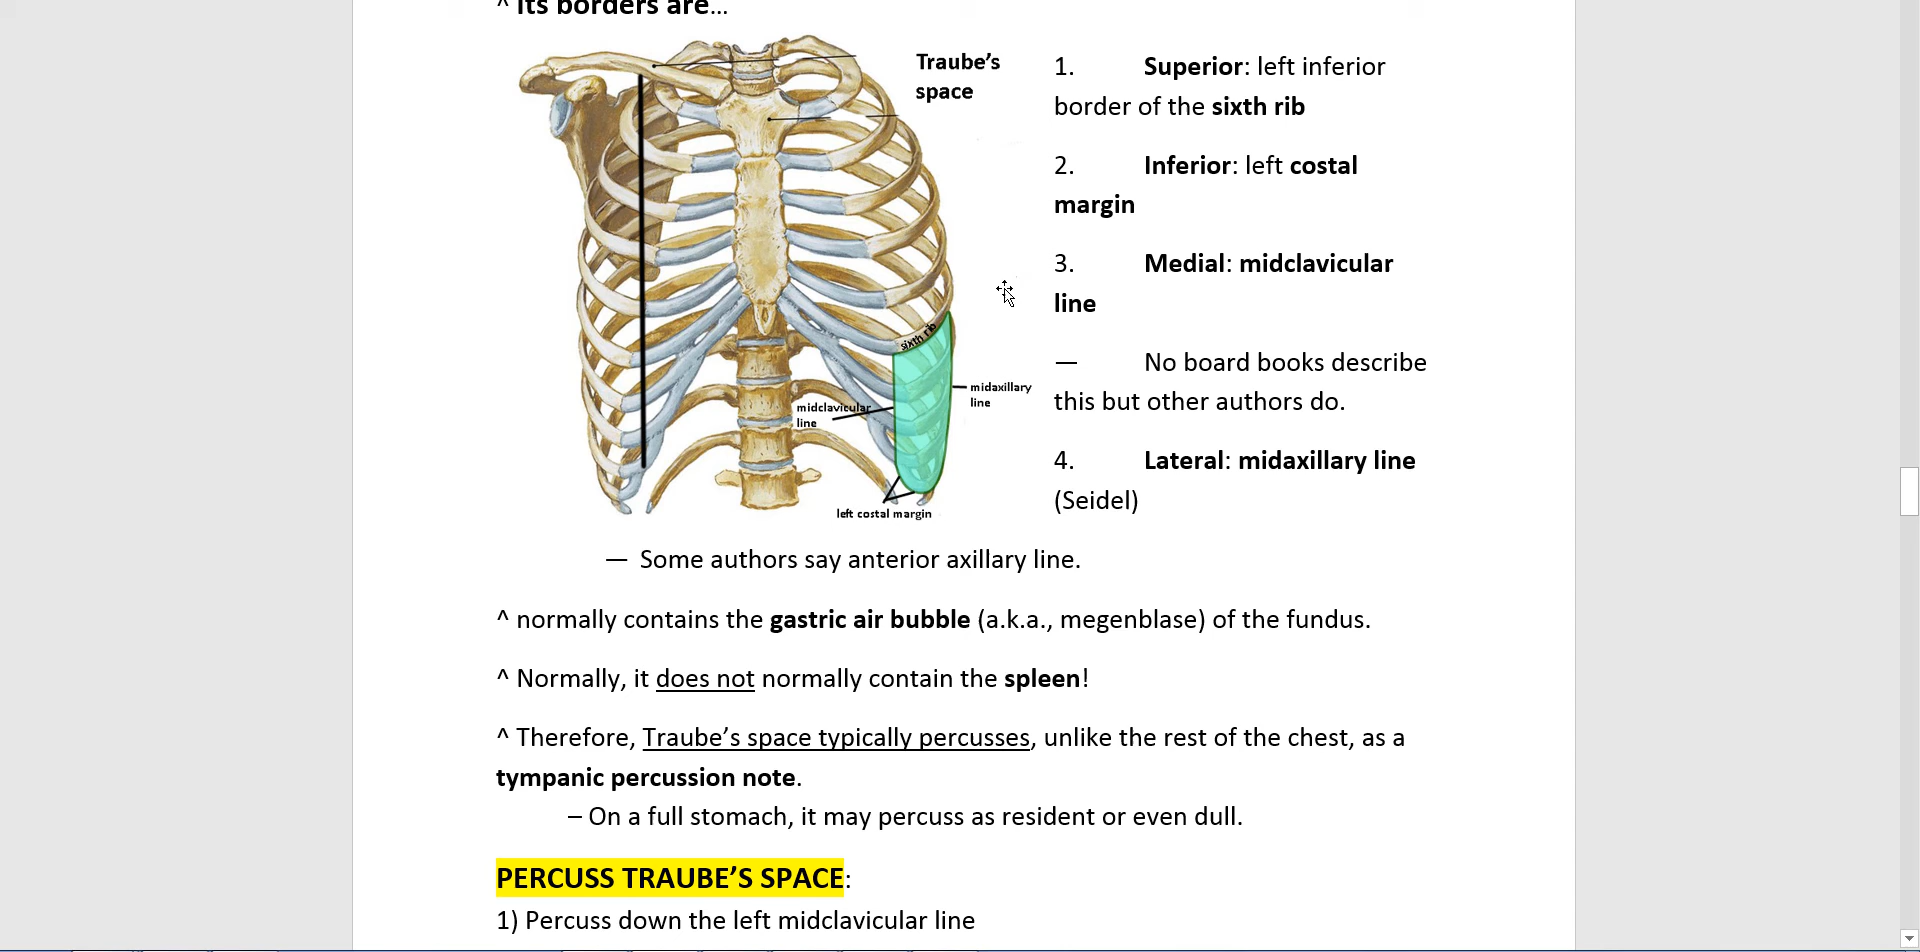 ^ Its borders are...
Traube’s
space
1. Superior: left inferior
border of the sixth rib
2. Inferior: left costal
margin
3. Medial: midclavicular
line
— No board books describe
this but other authors do.
4. Lateral: midaxillary line
(Seidel)
sixth rib
midaxillary
line
midclavicular
line
left costal margin
— Some authors say anterior axillary line.
^ normally contains the gastric air bubble (a.k.a., megenblase) of the fundus.
^ Normally, it does not normally contain the spleen!
^ Therefore, Traube’s space typically percusses, unlike the rest of the chest, as a
tympanic percussion note.
– On a full stomach, it may percuss as resident or even dull.
PERCUSS TRAUBE’S SPACE:
1) Percuss down the left midclavicular line